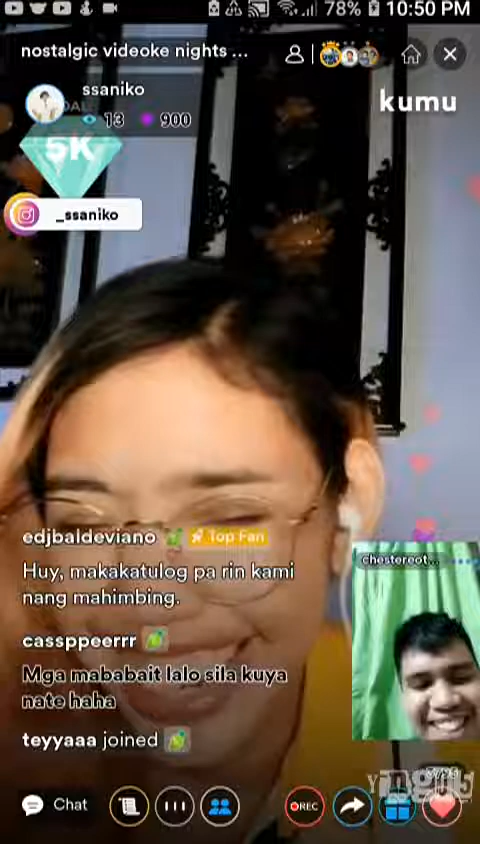 78% 10:50 PM
nostalgic videoke nights ...
ssaniko
13 900
kumu
5K
_ssaniko
edjbaldeviano Top Fan
Huy, makakatulog pa rin kami
nang mahimbing.
chestereot...
cassppeerrr
Mga mababait lalo sila kuya
nate haha
teyyaaa joined
Chat
REC